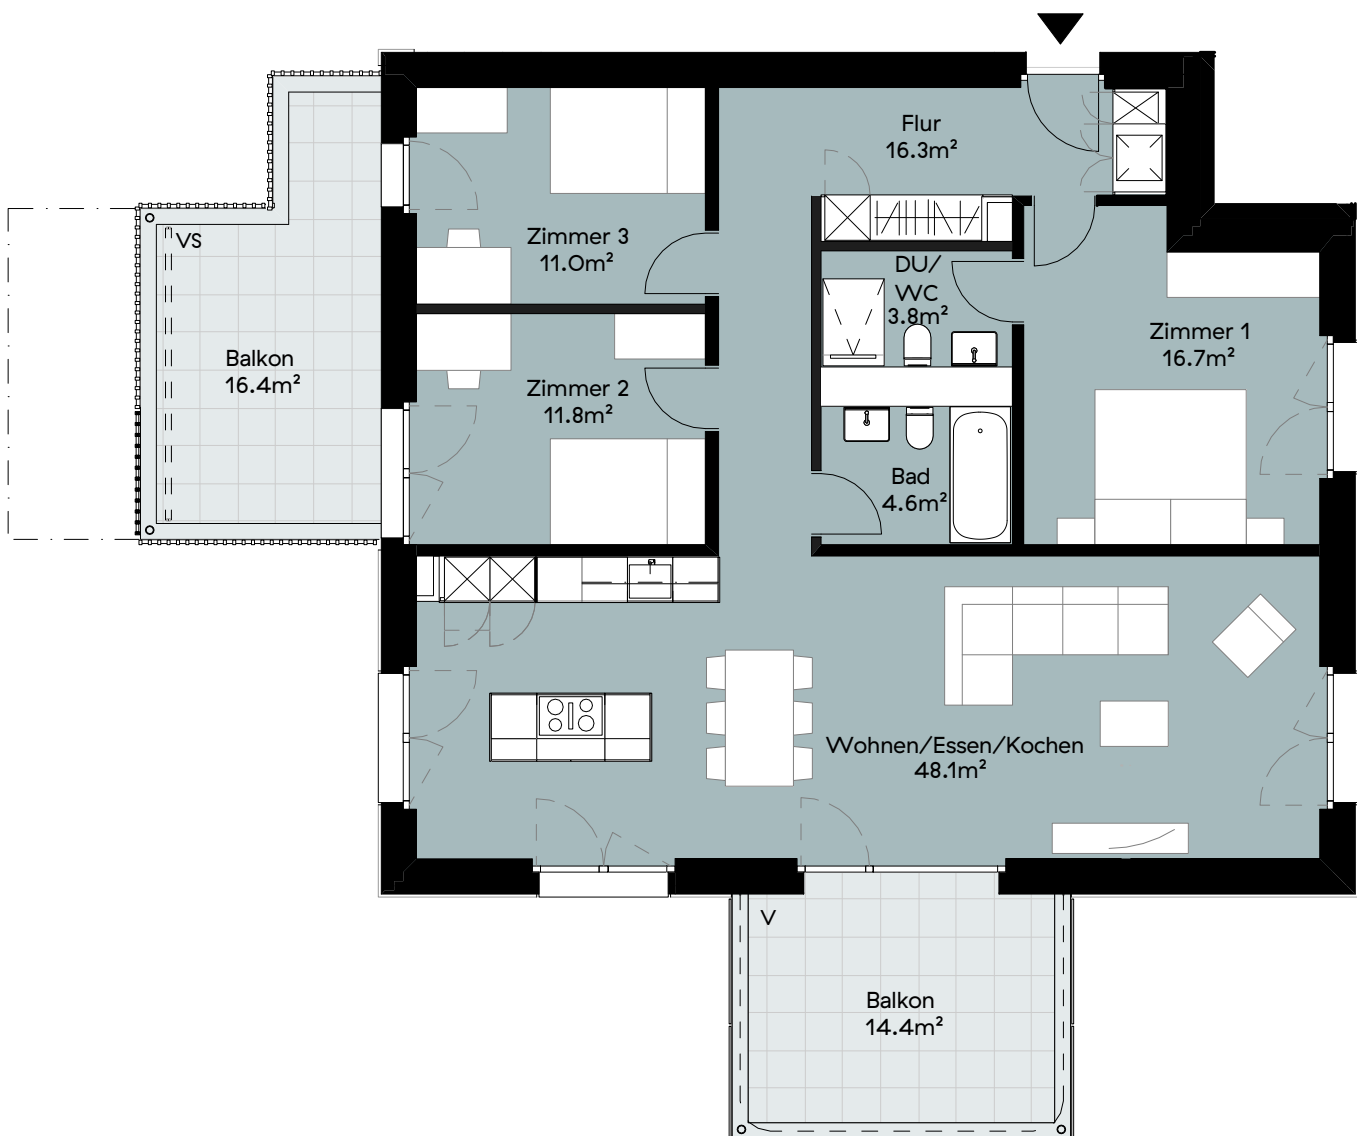 Flur
16.3m²
Zimmer 3
11.0m²
VS
DU/
WC
3.8m²
Zimmer 1
16.7m²
Balkon
16.4m²
Zimmer 2
11.8m²
Bad
4.6m²
Wohnen/Essen/Kochen
48.1m²
V
Balkon
14.4m²